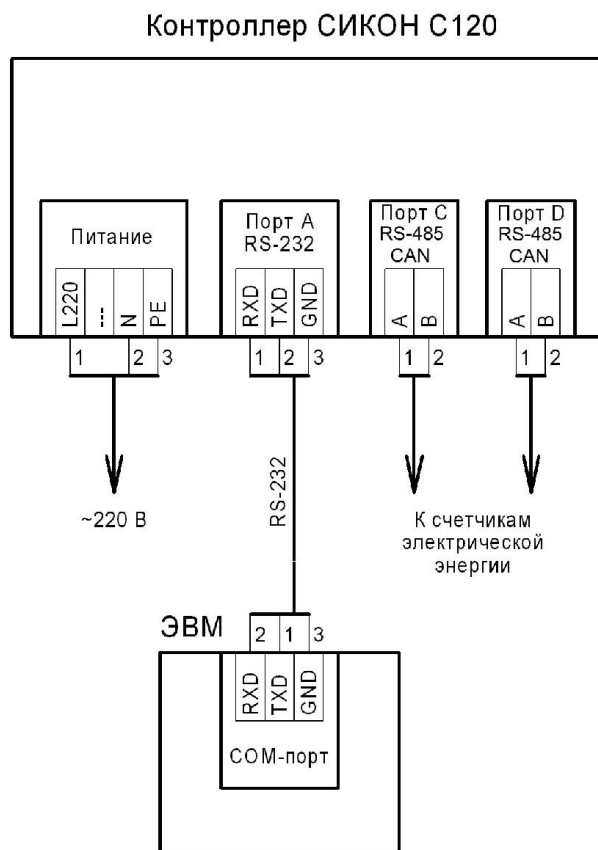 Контроллер СИКОН С120
Питание
L220
---
N
PE
1
2
3
Порт А
RS-232
RXD
TXD
GND
1
2
3
Порт С
RS-485
CAN
A
B
1
2
Порт D
RS-485
CAN
A
B
1
2
~220 В
RS-232
К счетчикам
электрической
энергии
ЭВМ
2
1
3
RXD
TXD
GND
COM-порт